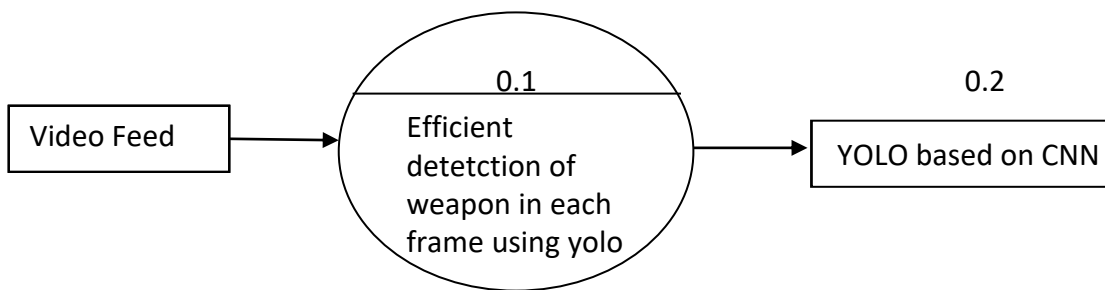 0.1
0.2
Video Feed
Efficient
detetction of
weapon in each
frame using yolo
YOLO based on CNN